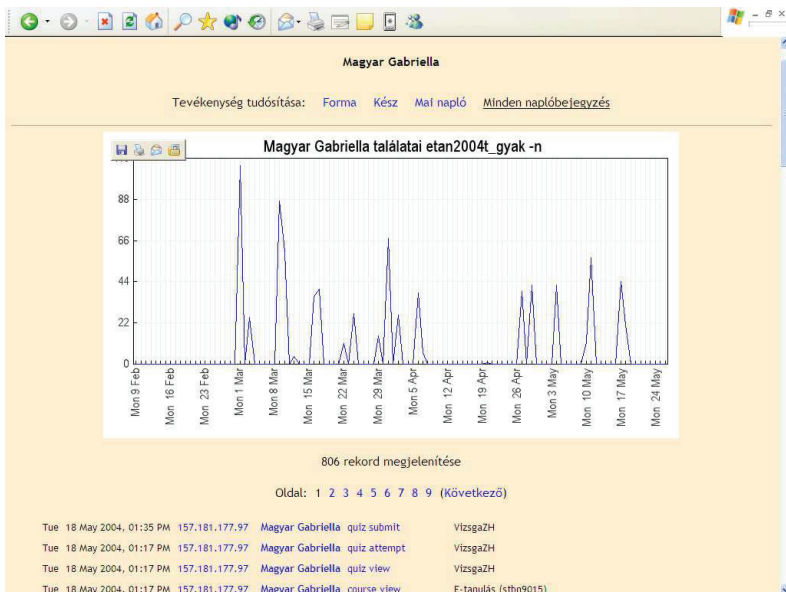 Magyar Gabriella
Tevékenység tudósítása: Forma Kész Mai napló Minden naplóbejegyzés
Magyar Gabriella találatai etan2004t_gyak -n
88
66
44
22
0
Mon 9 Feb
Mon 16 Feb
Mon 23 Feb
Mon 1 Mar
Mon 8 Mar
Mon 15 Mar
Mon 22 Mar
Mon 29 Mar
Mon 5 Apr
Mon 12 Apr
Mon 19 Apr
Mon 26 Apr
Mon 3 May
Mon 10 May
Mon 17 May
Mon 24 May
806 rekord megjelenítése
Oldal: 1 2 3 4 5 6 7 8 9 (Következő)
Tue 18 May 2004, 01:35 PM 157.181.177.97 Magyar Gabriella quiz submit VizsgaZH
Tue 18 May 2004, 01:17 PM 157.181.177.97 Magyar Gabriella quiz attempt VizsgaZH
Tue 18 May 2004, 01:17 PM 157.181.177.97 Magyar Gabriella quiz view VizsgaZH
Tue 18 May 2004, 01:17 PM 157.181.177.97 Magyar Gabriella course view E-tanulás (stbn9015)